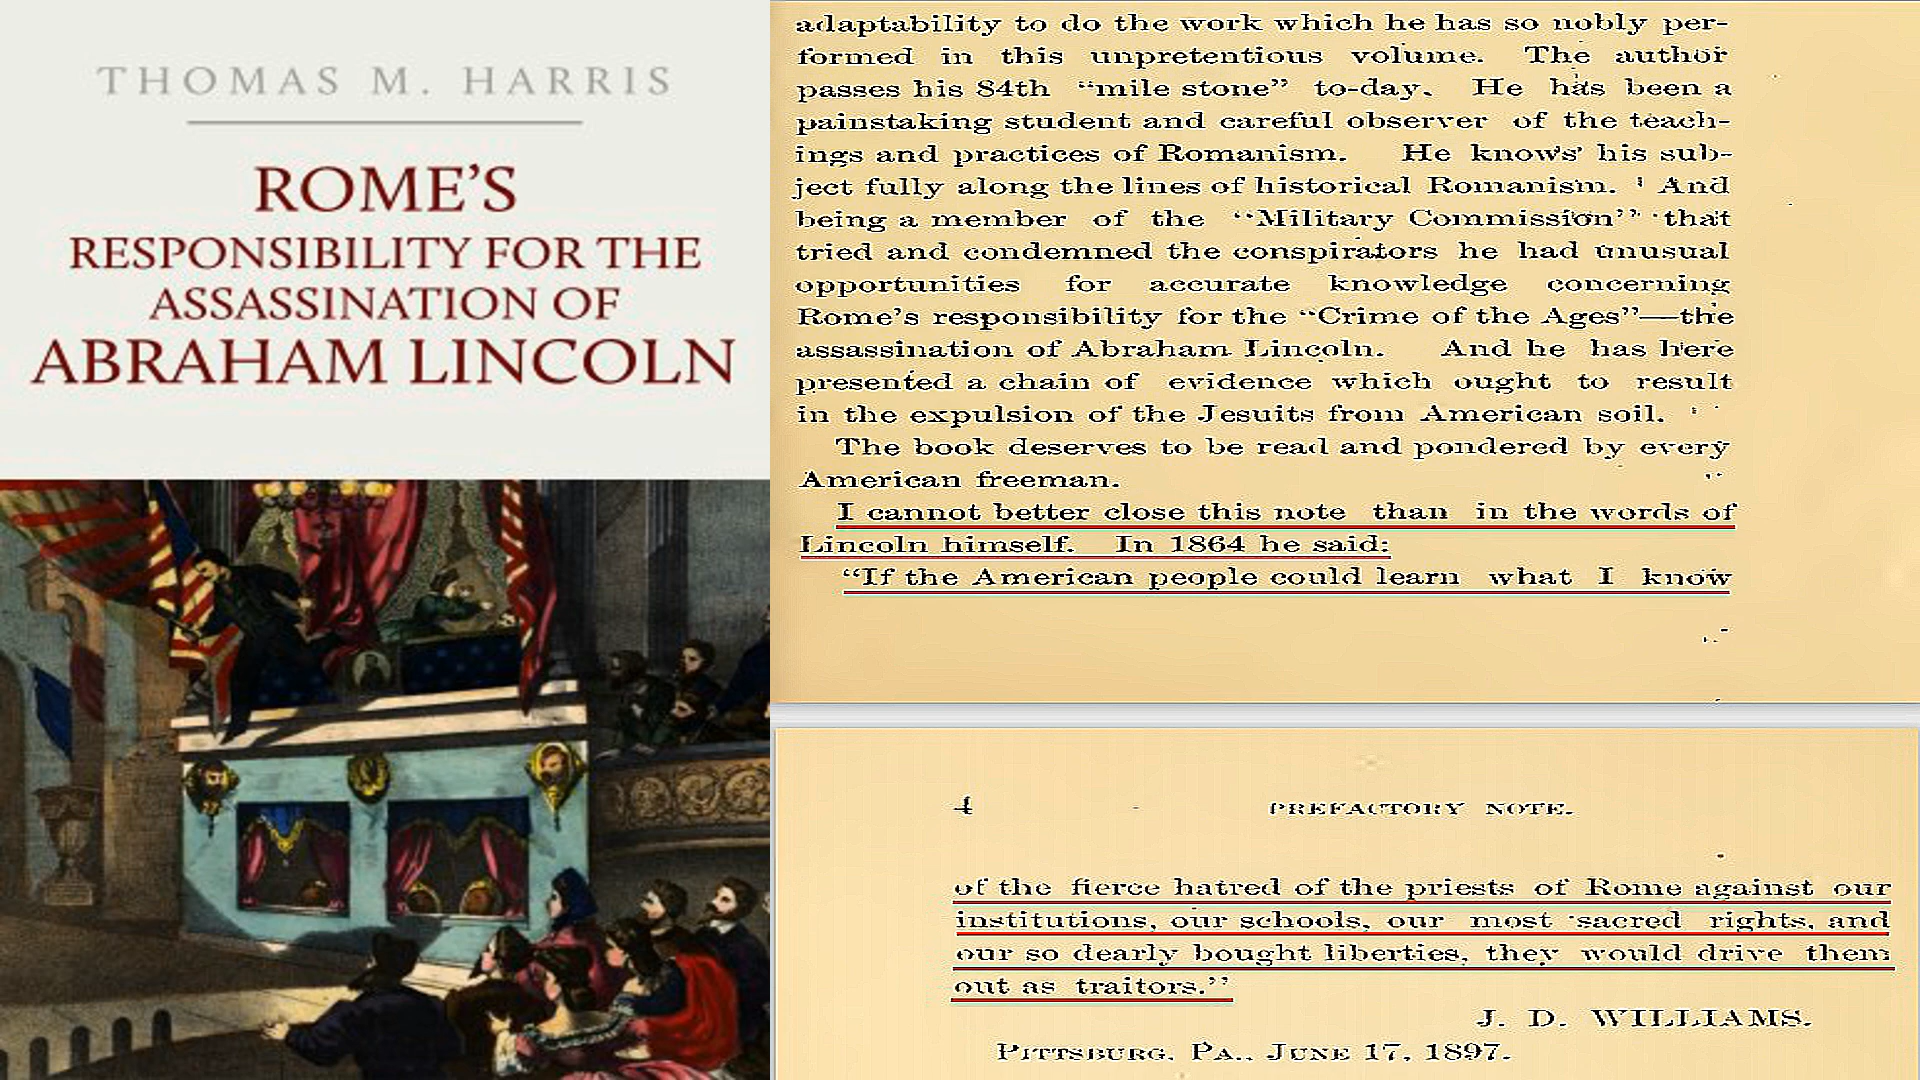 THOMAS M. HARRIS
ROME'S
RESPONSIBILITY FOR THE
ASSASSINATION OF
ABRAHAM LINCOLN
adaptability to do the work which he has so nobly per-
formed in this unpretentious volume. The author
passes his 84th “mile stone” to-day. He has been a
painstaking student and careful observer of the teach-
ings and practices of Romanism. He knows his sub-
ject fully along the lines of historical Romanism. And
being a member of the “Military Commission” that
tried and condemned the conspirators he had unusual
opportunities for accurate knowledge concerning
Rome's responsibility for the “Crime of the Ages”—the
assassination of Abraham Lincoln. And he has here
presented a chain of evidence which ought to result
in the expulsion of the Jesuits from American soil.
The book deserves to be read and pondered by every
American freeman.
I cannot better close this note than in the words of
Lincoln himself. In 1864 he said:
“If the American people could learn what I know
4 PREFACTORY NOTE.
of the fierce hatred of the priests of Rome against our
institutions, our schools, our most sacred rights, and
our so dearly bought liberties, they would drive them
out as traitors.”
J. D. WILLIAMS.
PITTSBURG, PA., JUNE 17, 1897.